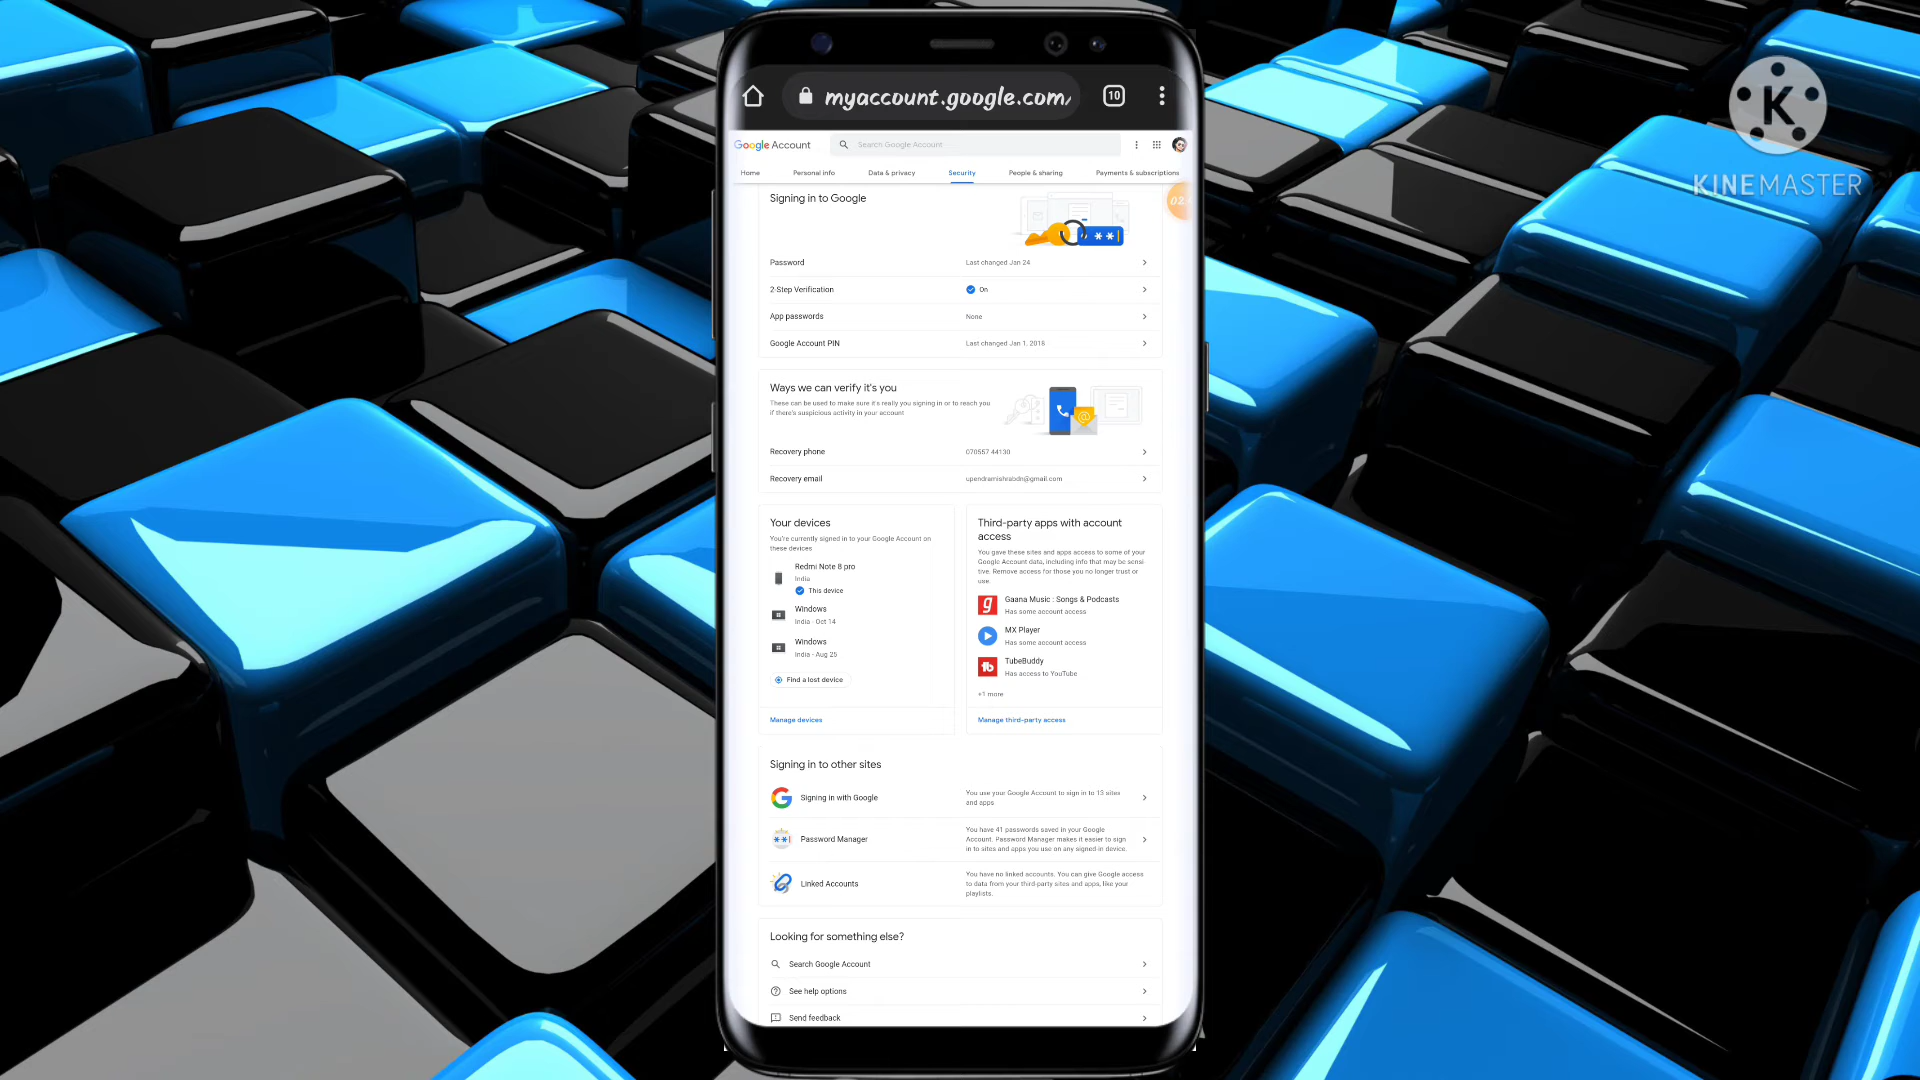 myaccount.google.com/
10
Google Account
Search Google Account
Home
Personal info
Data & privacy
Security
People & sharing
Payments & subscriptions
Signing in to Google
Password
Last changed Jan 24
2-Step Verification
On
App passwords
None
Google Account PIN
Last changed Jan 1, 2018
Ways we can verify it's you
These can be used to make sure it's really you signing in or to reach you
if there's suspicious activity in your account
Recovery phone
070557 44130
Recovery email
upendramishrabdn@gmail.com
Your devices
You're currently signed in to your Google Account on
these devices
Redmi Note 8 pro
India
This device
Windows
India - Oct 14
Windows
India - Aug 25
Find a lost device
Manage devices
Third-party apps with account
access
You gave these sites and apps access to some of your
Google Account data, including info that may be sensi
tive. Remove access for those you no longer trust or
use.
Gaana Music : Songs & Podcasts
Has some account access
MX Player
Has some account access
TubeBuddy
Has access to YouTube
+1 more
Manage third-party access
Signing in to other sites
Signing in with Google
You use your Google Account to sign in to 13 sites
and apps
Password Manager
You have 41 passwords saved in your Google
Account. Password Manager makes it easier to sign
in to sites and apps you use on any signed-in device.
Linked Accounts
You have no linked accounts. You can give Google access
to data from your third-party sites and apps, like your
playlists.
Looking for something else?
Search Google Account
See help options
Send feedback
K
KINEMASTER